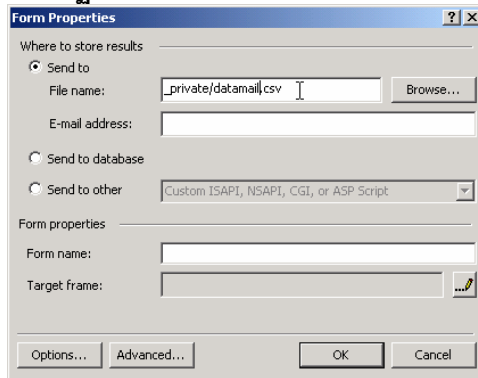 Form Properties
Where to store results
Send to
File name: _private/datamail.csv Browse...
E-mail address:
Send to database
Send to other Custom ISAPI, NSAPI, CGI, or ASP Script
Form properties
Form name:
Target frame:
Options... Advanced... OK Cancel